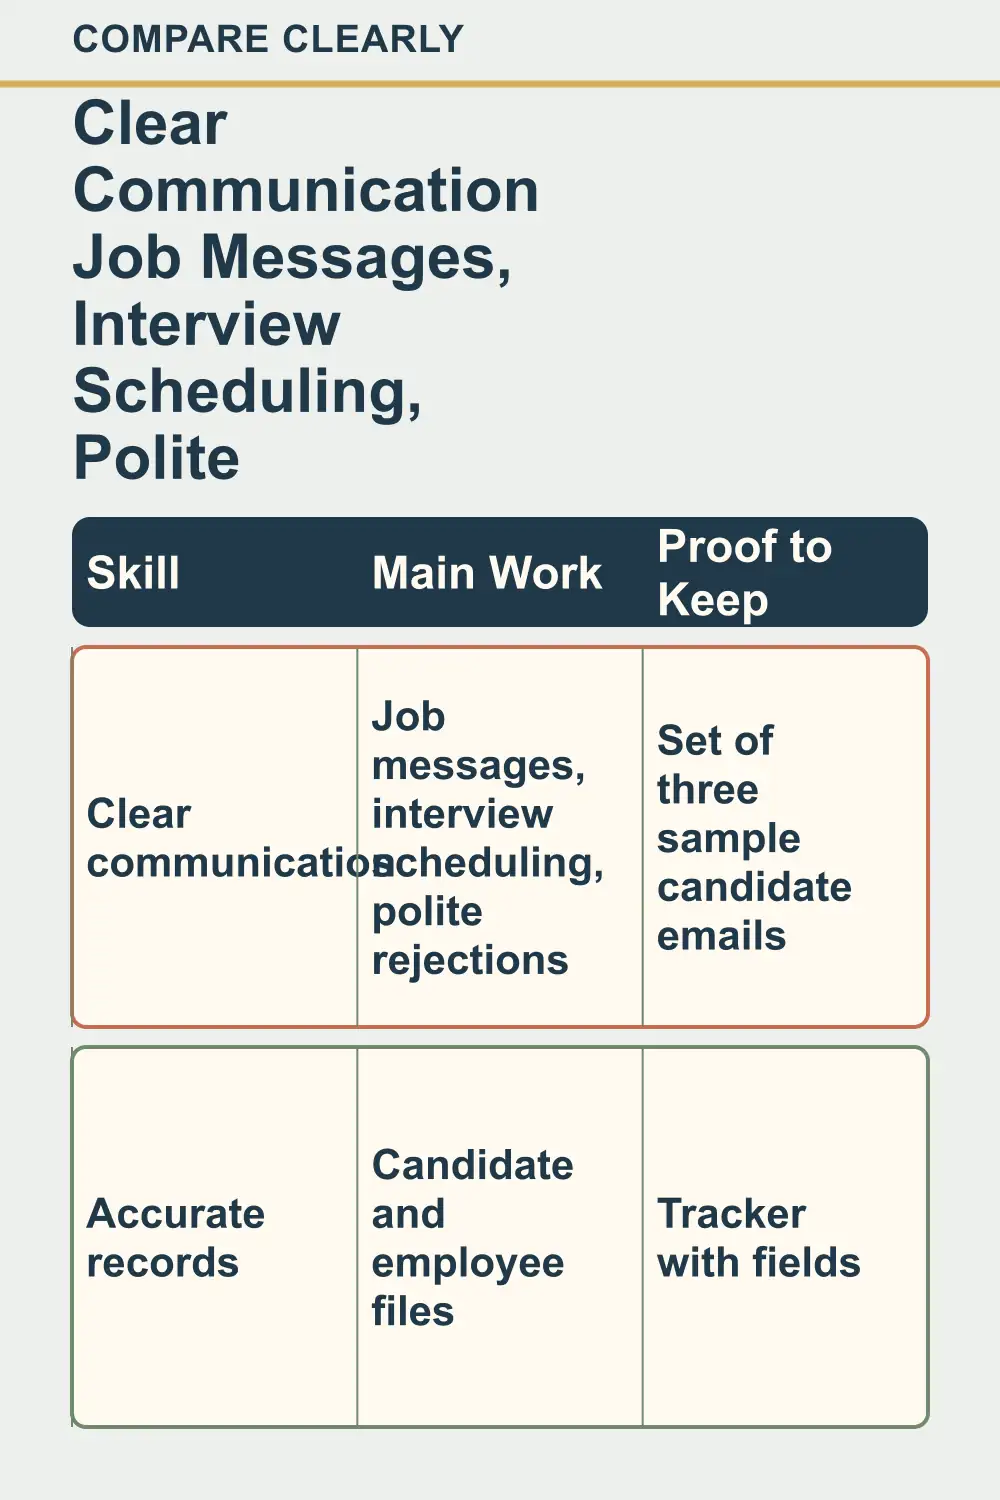 COMPARE CLEARLY
Clear
Communication
Job Messages,
Interview
Scheduling,
Polite
Skill
Main Work
Proof to
Keep
Clear
communication
Job
messages,
interview
scheduling,
polite
rejections
Set of
three
sample
candidate
emails
Accurate
records
Candidate
and
employee
files
Tracker
with fields